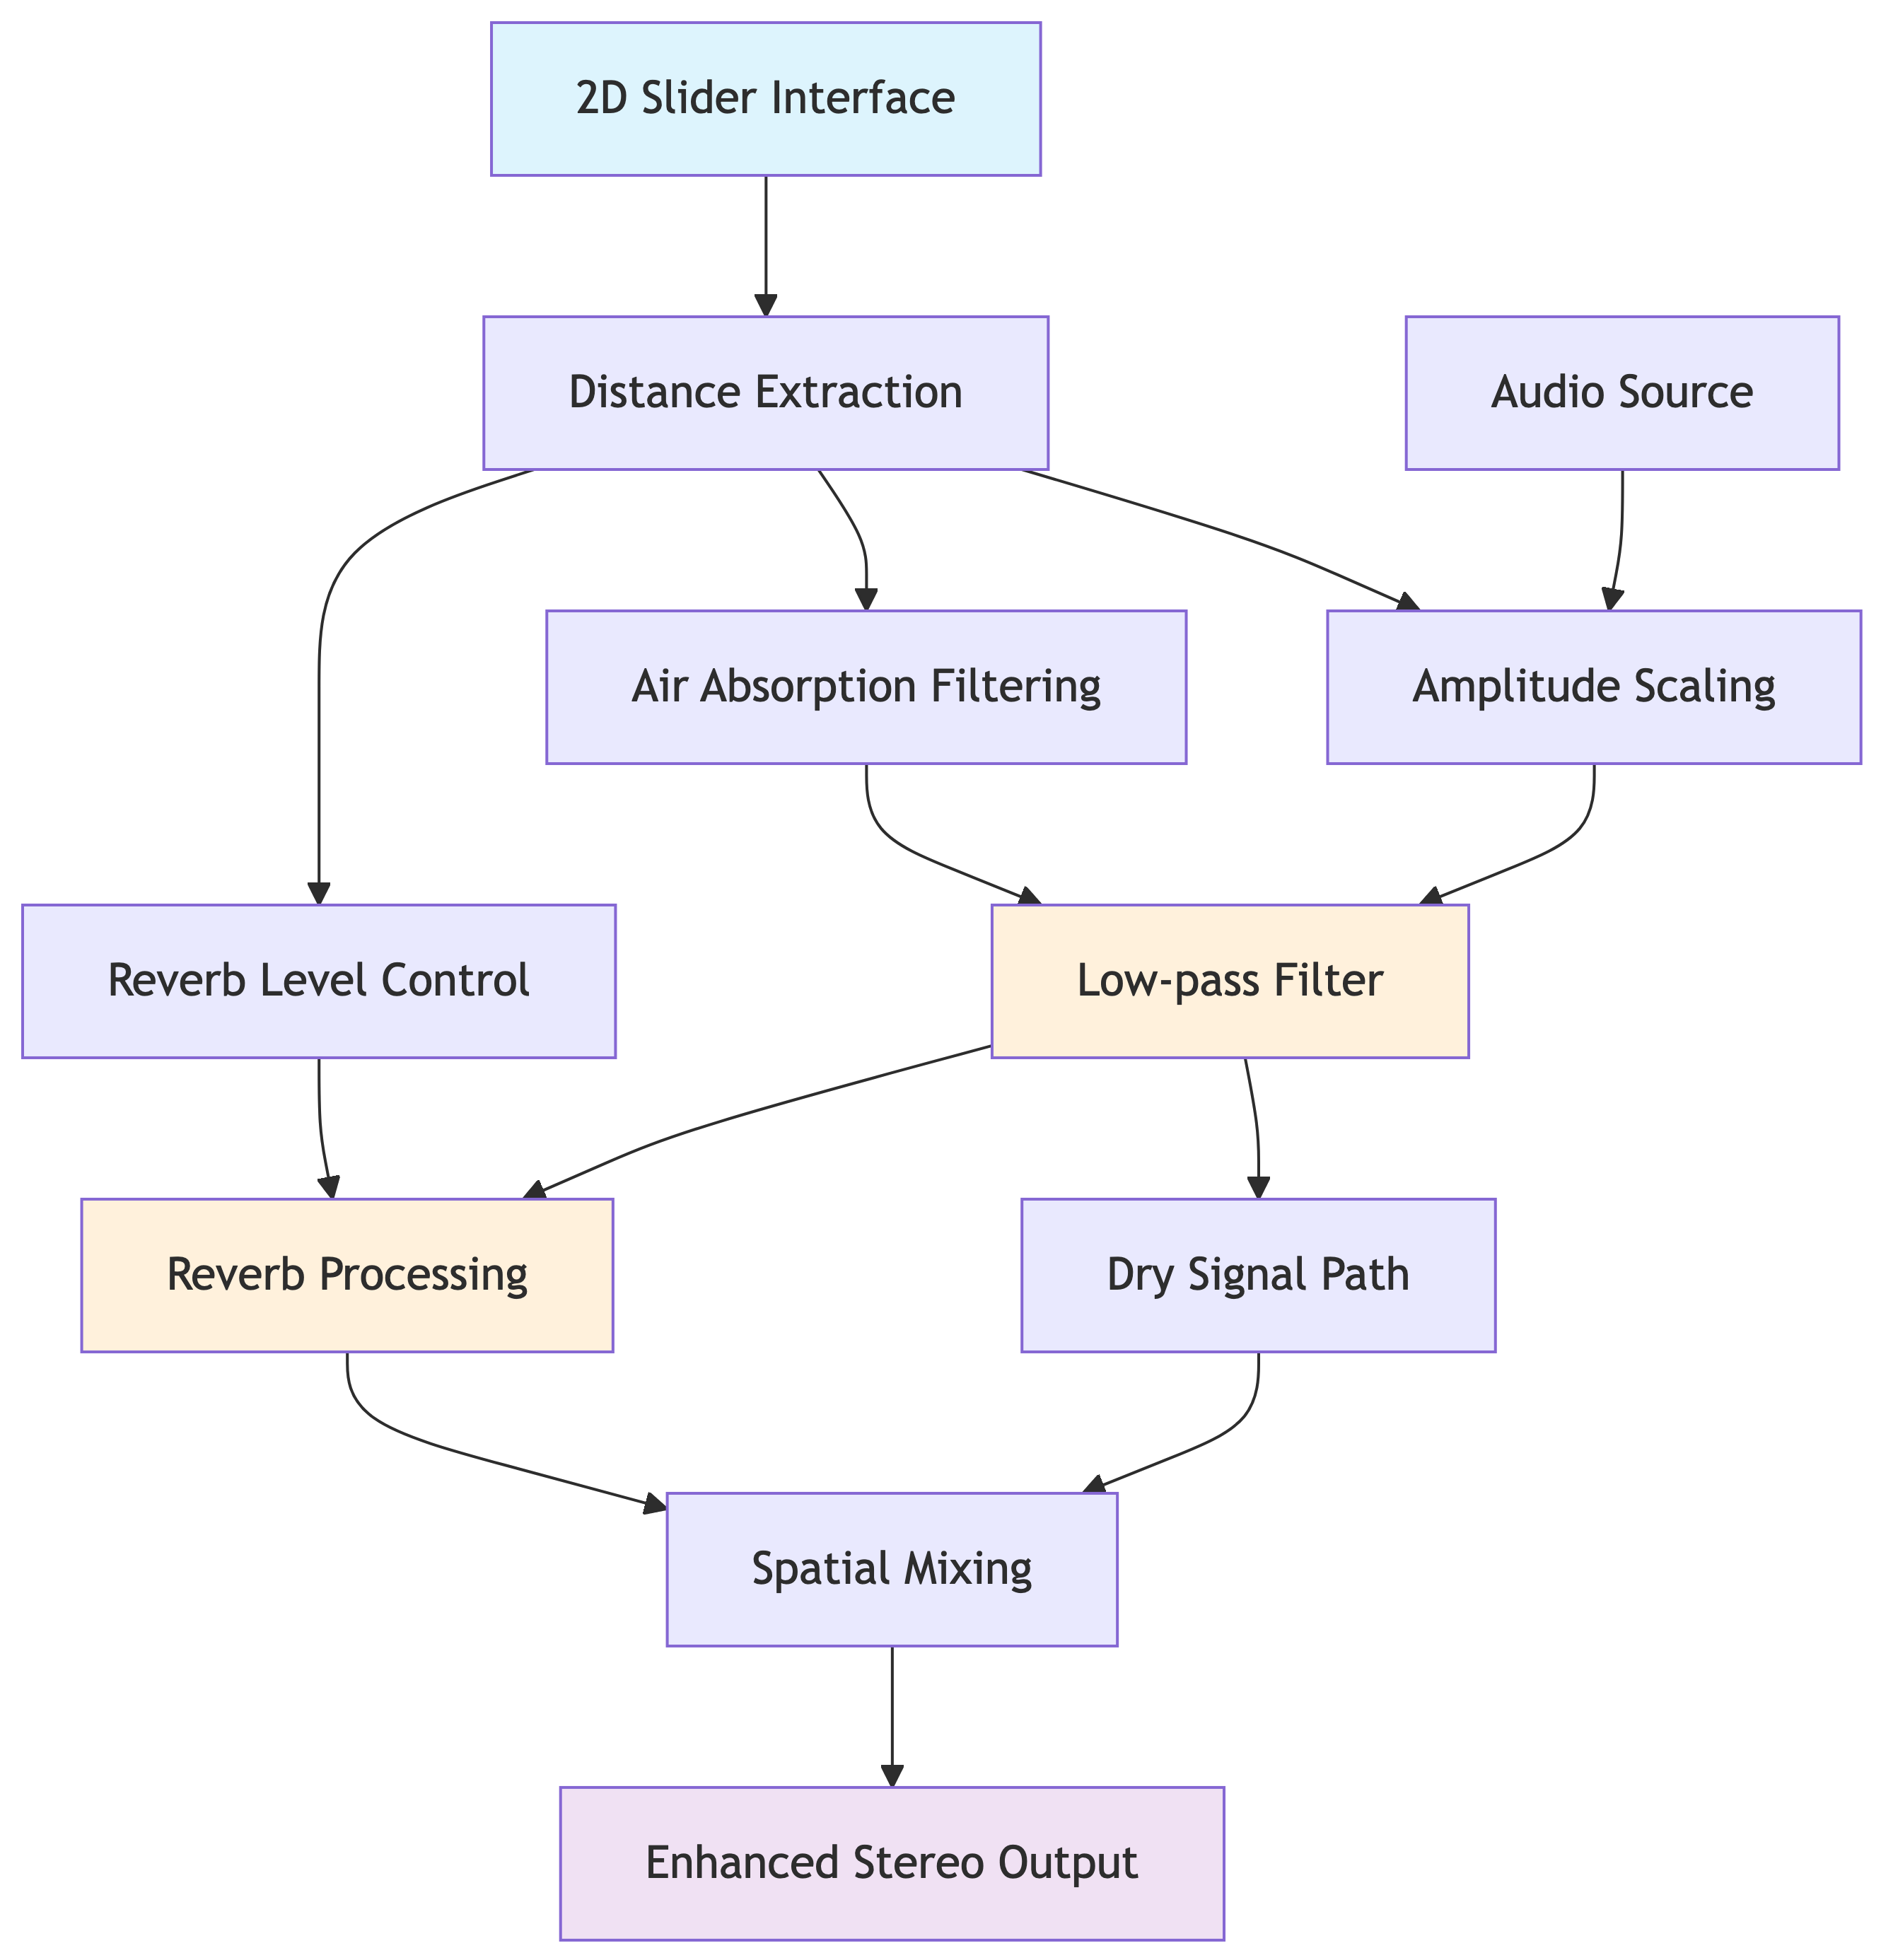 2D Slider Interface
Distance Extraction
Audio Source
Air Absorption Filtering
Amplitude Scaling
Reverb Level Control
Low-pass Filter
Reverb Processing
Dry Signal Path
Spatial Mixing
Enhanced Stereo Output